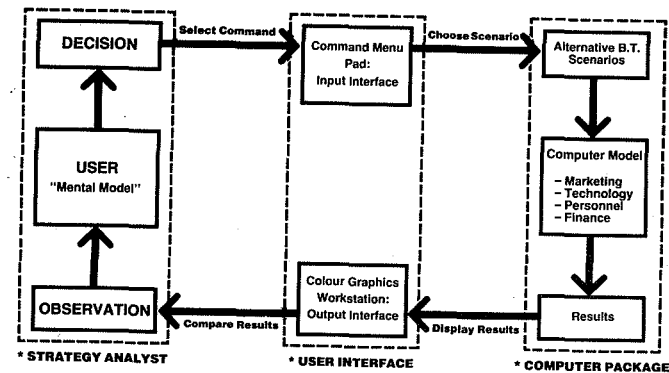 DECISION
Select Command
Command Menu
Pad:
Input Interface
Choose Scenario
Alternative B.T.
Scenarios
USER
"Mental Model"
Computer Model
– Marketing
– Technology
– Personnel
– Finance
OBSERVATION
Compare Results
Colour Graphics
Workstation:
Output Interface
Display Results
Results
* STRATEGY ANALYST
* USER INTERFACE
* COMPUTER PACKAGE